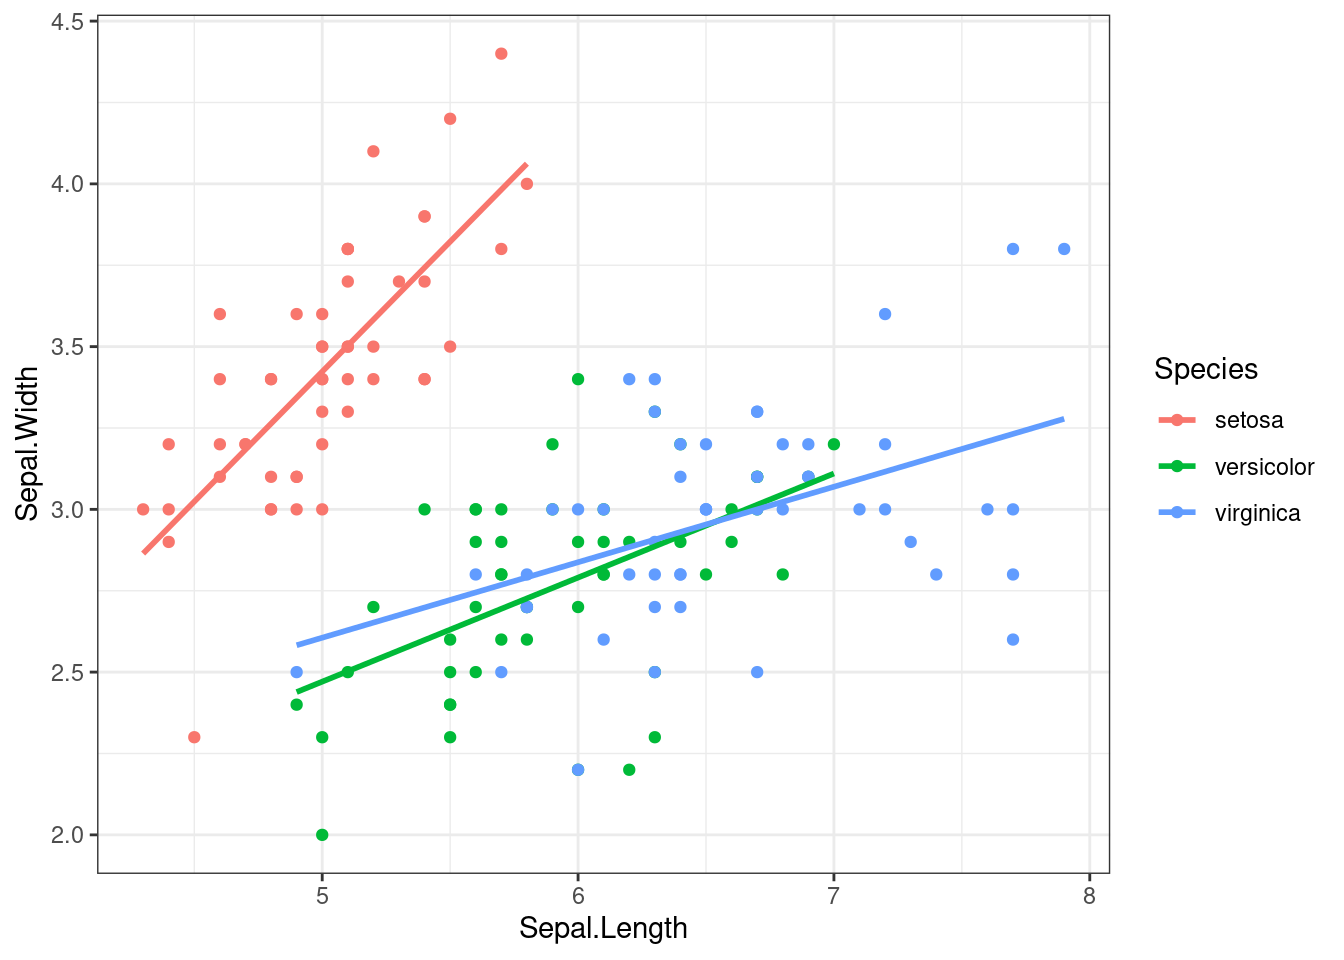 4.5
4.0
3.5
3.0
2.5
2.0
Sepal.Width
5 6 7 8
Sepal.Length
Species
setosa
versicolor
virginica